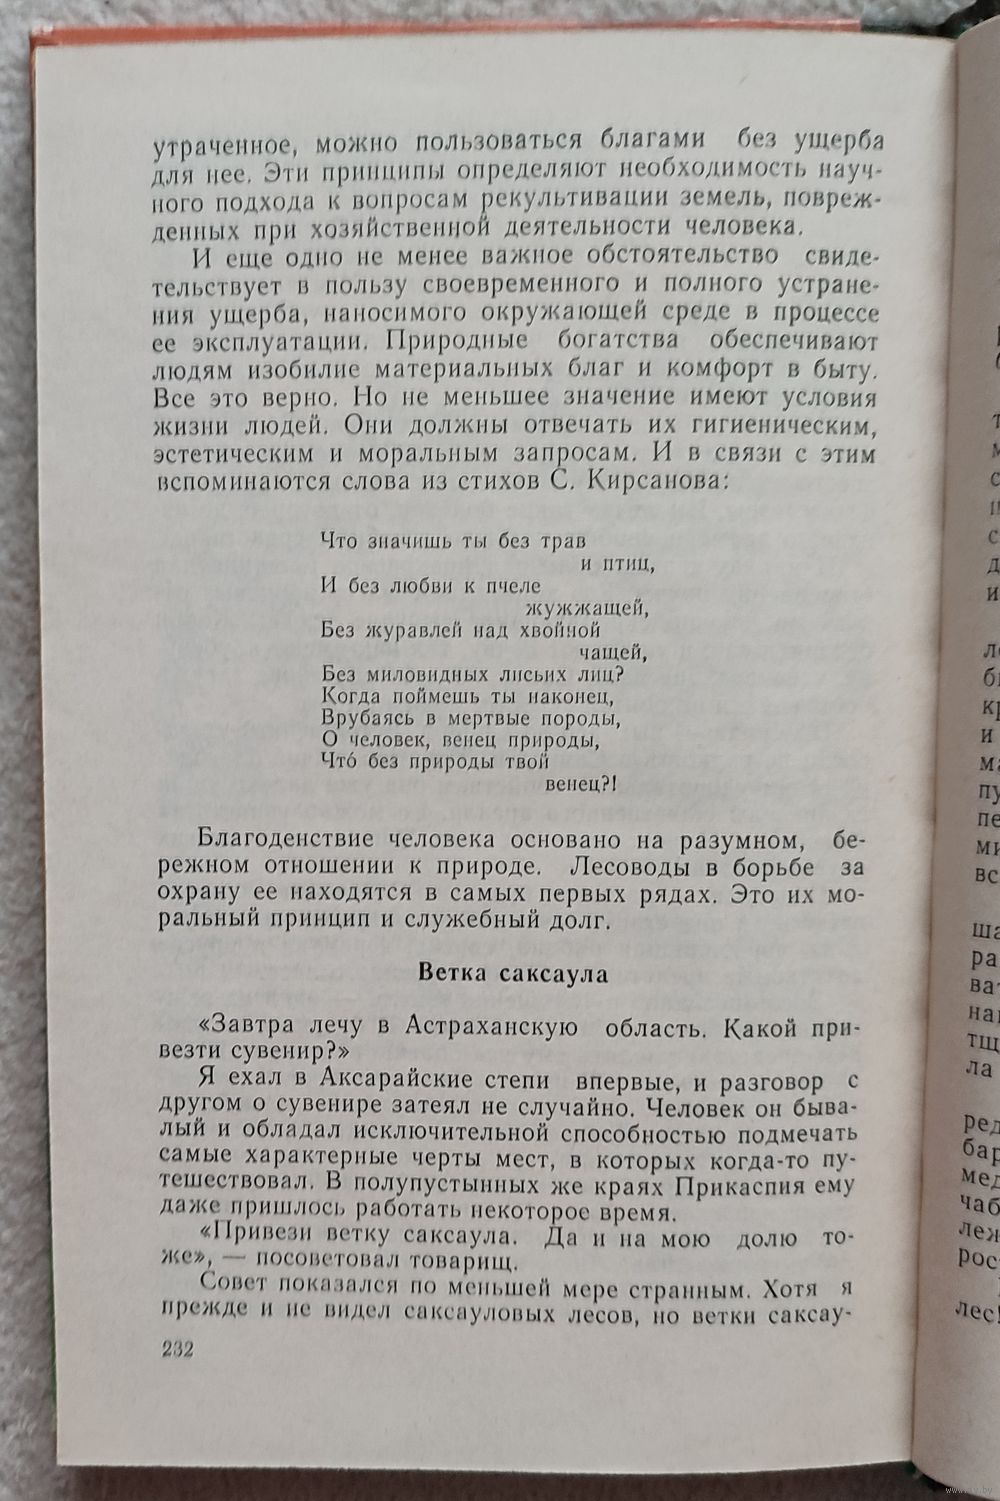 утраченное, можно пользоваться благами без ущерба
для нее. Эти принципы определяют необходимость науч-
ного подхода к вопросам рекультивации земель, повреж-
денных при хозяйственной деятельности человека.
И еще одно не менее важное обстоятельство свиде-
тельствует в пользу своевременного и полного устране-
ния ущерба, наносимого окружающей среде в процессе
ее эксплуатации. Природные богатства обеспечивают
людям изобилие материальных благ и комфорт в быту.
Все это верно. Но не меньшее значение имеют условия
жизни людей. Они должны отвечать их гигиеническим,
эстетическим и моральным запросам. И в связи с этим
вспоминаются слова из стихов С. Кирсанова:
Что значишь ты без трав
и птиц,
И без любви к пчеле
жужжащей,
Без журавлей над хвойной
чащей,
Без миловидных лисьих лиц?
Когда поймешь ты наконец,
Врубаясь в мертвые породы,
О человек, венец природы,
Что́ без природы твой
венец?!
Благоденствие человека основано на разумном, бе-
режном отношении к природе. Лесоводы в борьбе за
охрану ее находятся в самых первых рядах. Это их мо-
ральный принцип и служебный долг.
Ветка саксаула
«Завтра лечу в Астраханскую область. Какой при-
везти сувенир?»
Я ехал в Аксарайские степи впервые, и разговор с
другом о сувенире затеял не случайно. Человек он быва-
лый и обладал исключительной способностью подмечать
самые характерные черты мест, в которых когда-то пу-
тешествовал. В полупустынных же краях Прикаспия ему
даже пришлось работать некоторое время.
«Привези ветку саксаула. Да и на мою долю то-
же», — посоветовал товарищ.
Совет показался по меньшей мере странным. Хотя я
прежде и не видел саксауловых лесов, но ветки саксау-
232